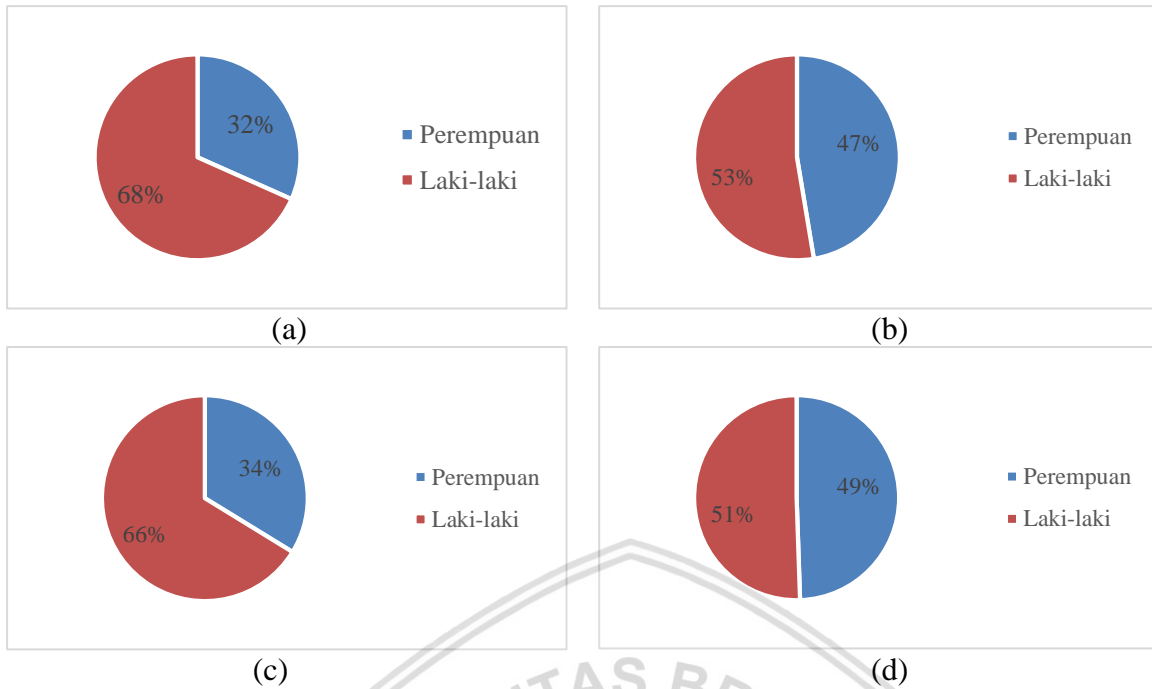 32%
68%
Perempuan
Laki-laki
(a)
47%
53%
Perempuan
Laki-laki
(b)
34%
66%
Perempuan
Laki-laki
(c)
49%
51%
Perempuan
Laki-laki
(d)